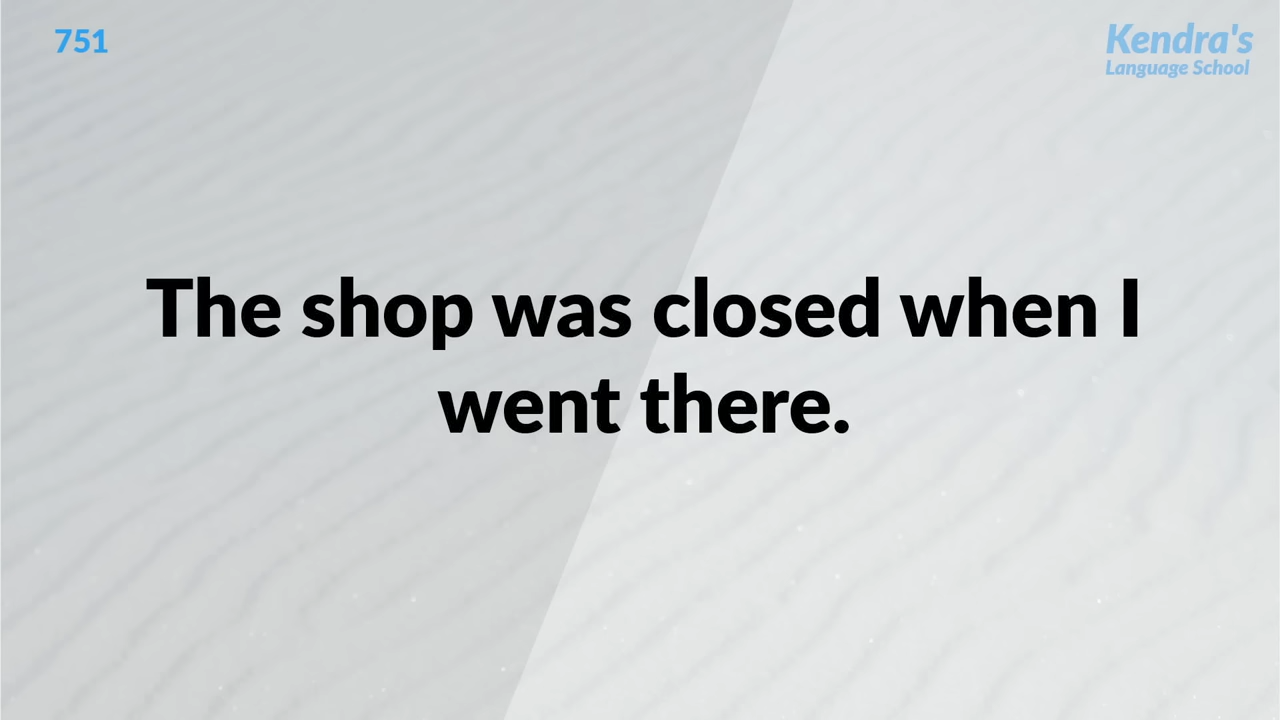 751
Kendra's
Language School
The shop was closed when I
went there.